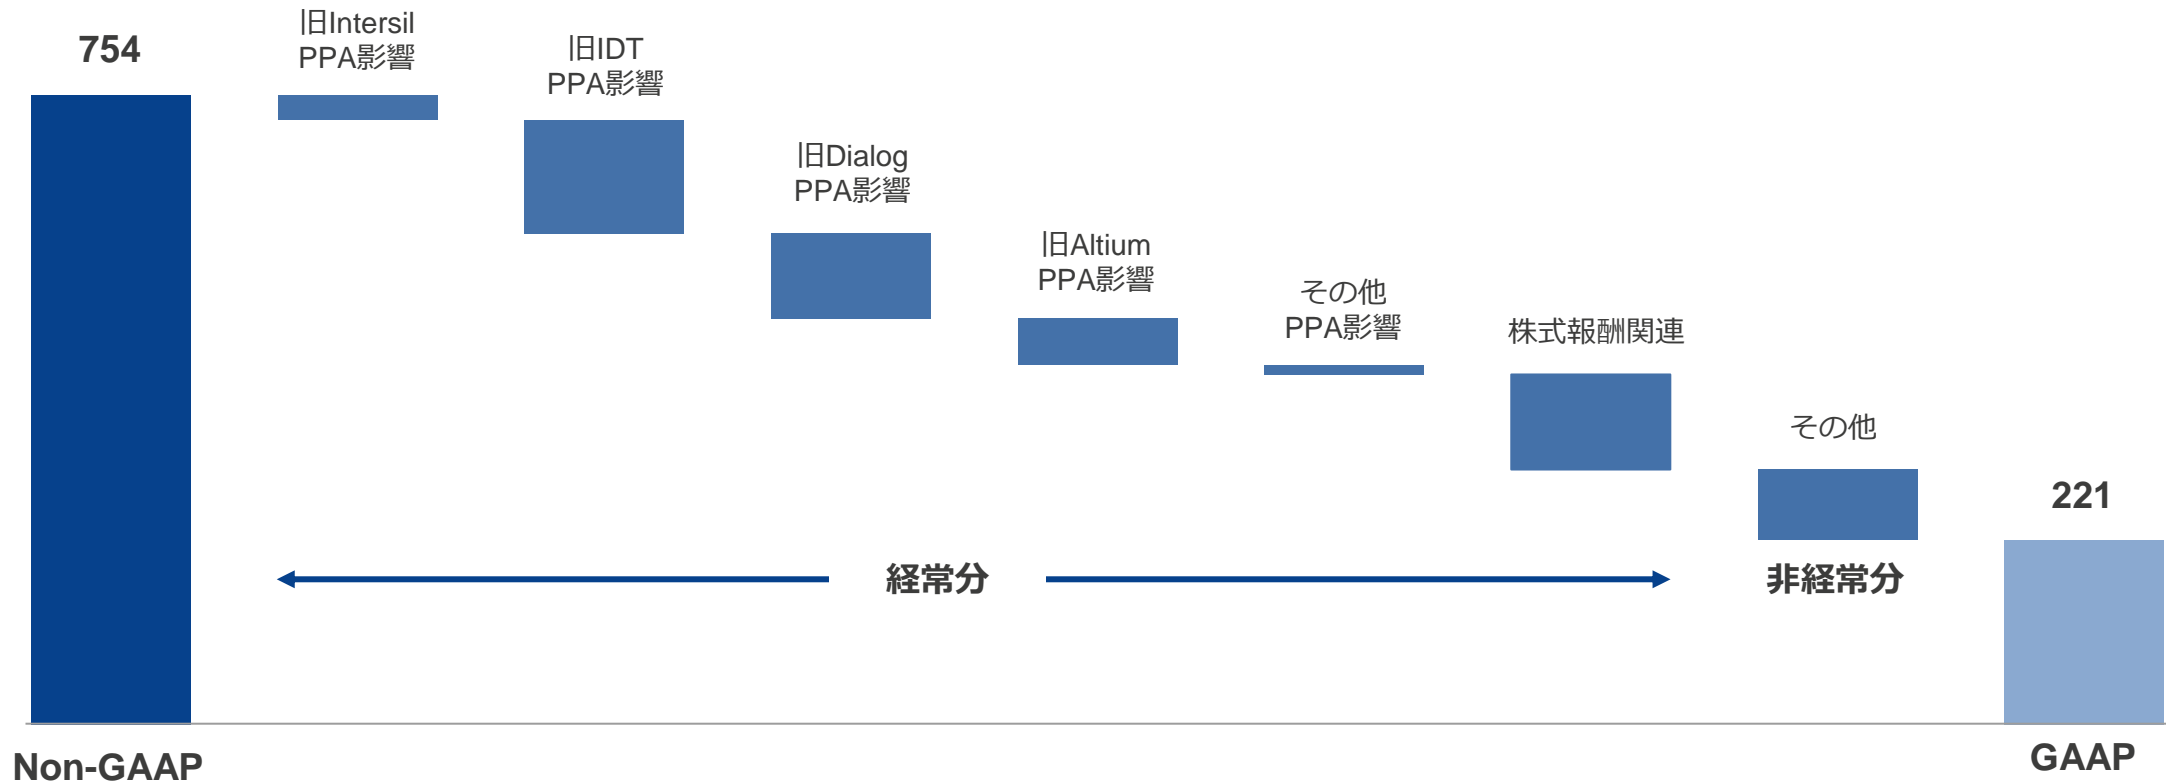 754
旧Intersil
PPA影響
旧IDT
PPA影響
旧Dialog
PPA影響
旧Altium
PPA影響
その他
PPA影響
株式報酬関連
その他
221
経常分
非経常分
Non-GAAP
GAAP